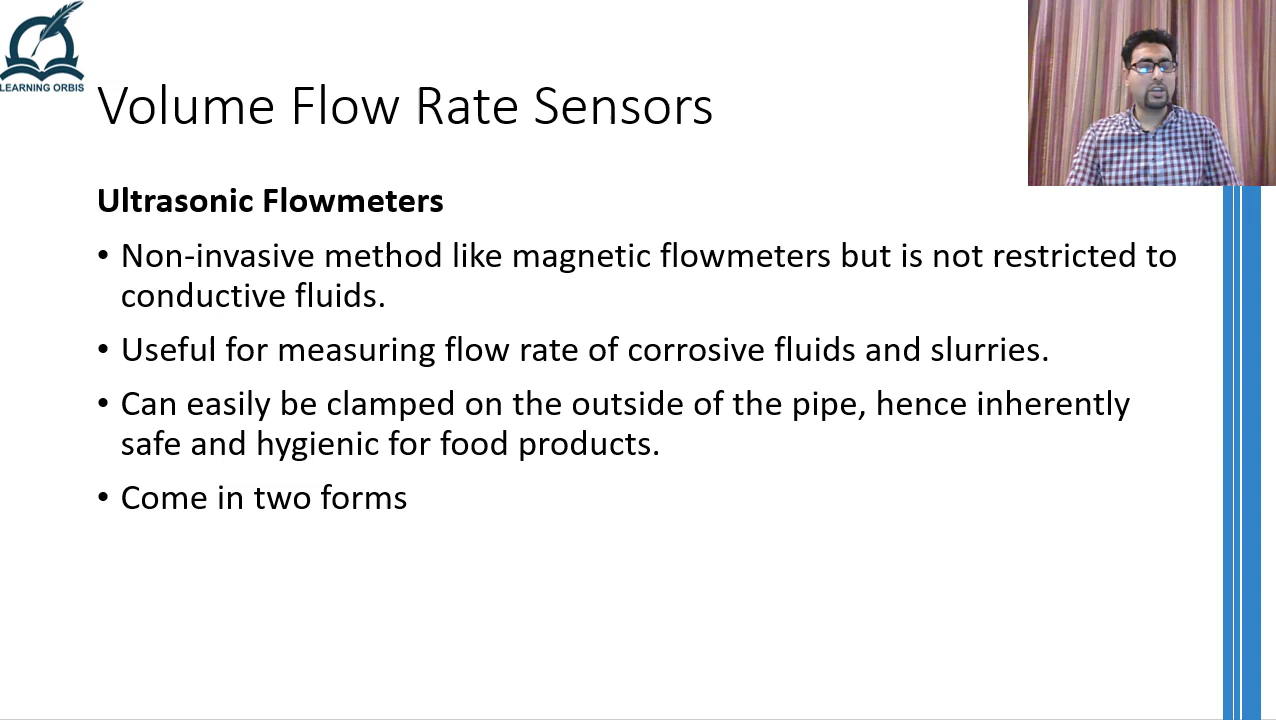 LEARNING ORBIS
Volume Flow Rate Sensors
Ultrasonic Flowmeters
• Non-invasive method like magnetic flowmeters but is not restricted to
conductive fluids.
• Useful for measuring flow rate of corrosive fluids and slurries.
• Can easily be clamped on the outside of the pipe, hence inherently
safe and hygienic for food products.
• Come in two forms